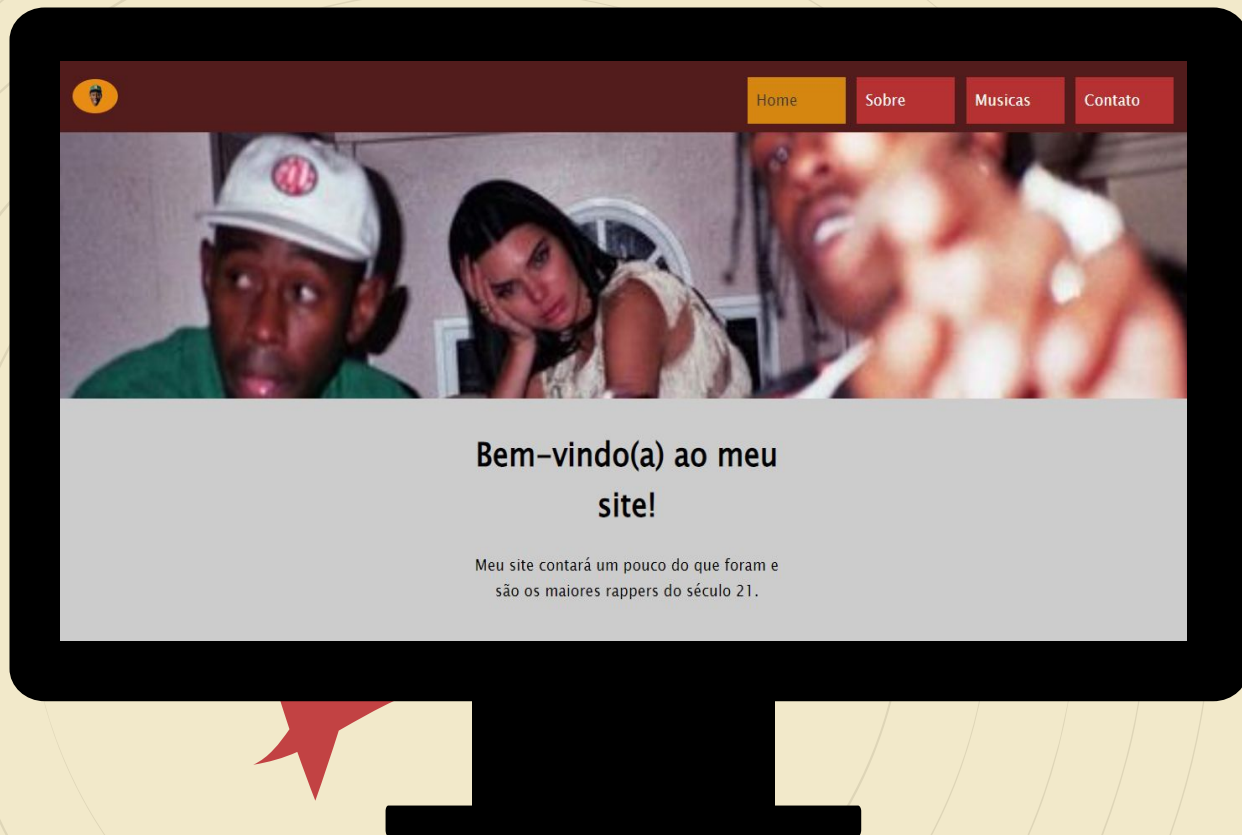 Home
Sobre
Musicas
Contato
Bem-vindo(a) ao meu
site!
Meu site contará um pouco do que foram e
são os maiores rappers do século 21.